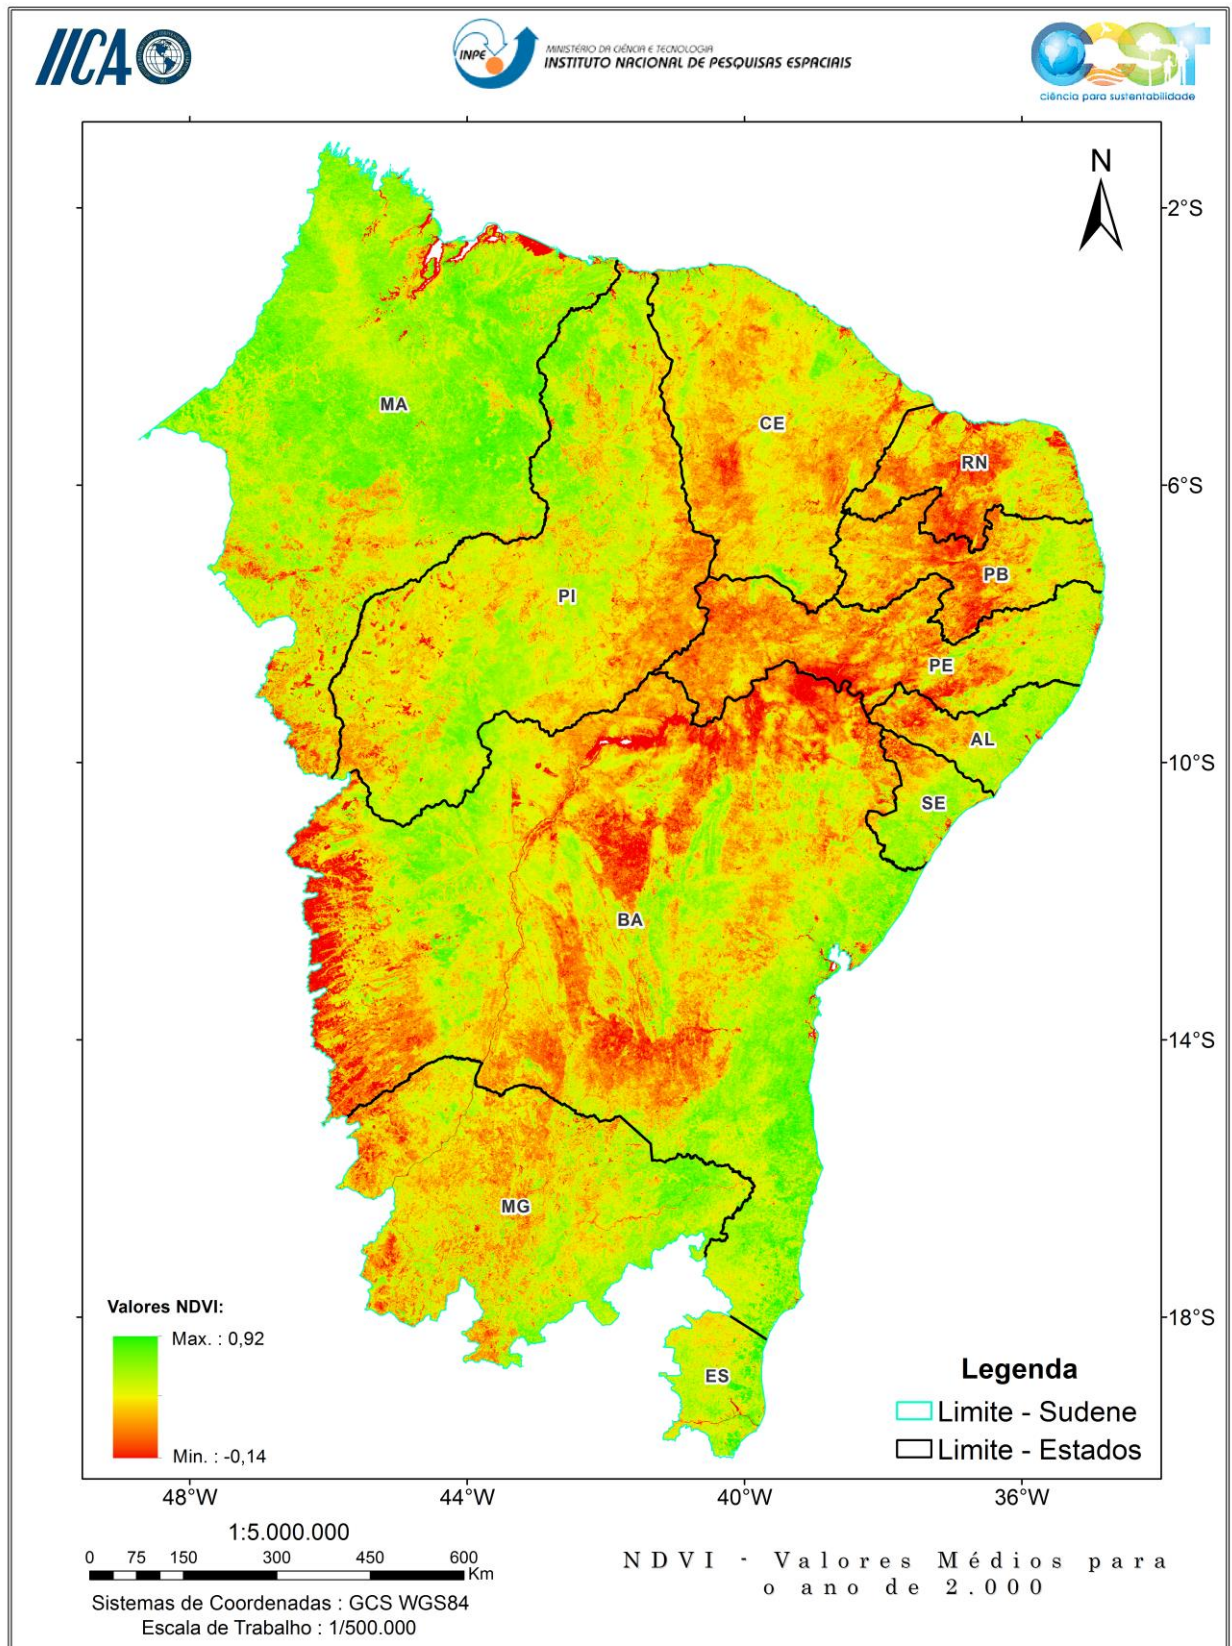 IICA
INPE
MINISTÉRIO DA CIÊNCIA E TECNOLOGIA
INSTITUTO NACIONAL DE PESQUISAS ESPACIAIS
CCST
ciência para sustentabilidade
N
2°S
MA
CE
RN
6°S
PB
PI
PE
AL
10°S
SE
BA
14°S
MG
Valores NDVI:
Max. : 0,92
Min. : -0,14
18°S
ES
Legenda
Limite - Sudene
Limite - Estados
48°W 44°W 40°W 36°W
1:5.000.000
0 75 150 300 450 600
Km
Sistemas de Coordenadas : GCS WGS84
Escala de Trabalho : 1/500.000
NDVI - Valores Médios para
o ano de 2.000